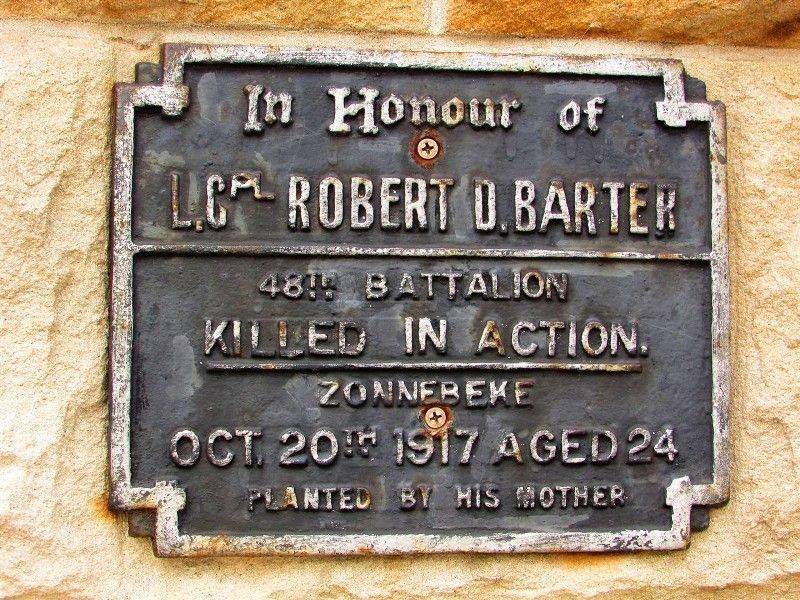 In Honour of
L.CPL ROBERT D. BARTER
48TH BATTALION
KILLED IN ACTION.
ZONNEBEKE
OCT. 20TH 1917 AGED 24
PLANTED BY HIS MOTHER